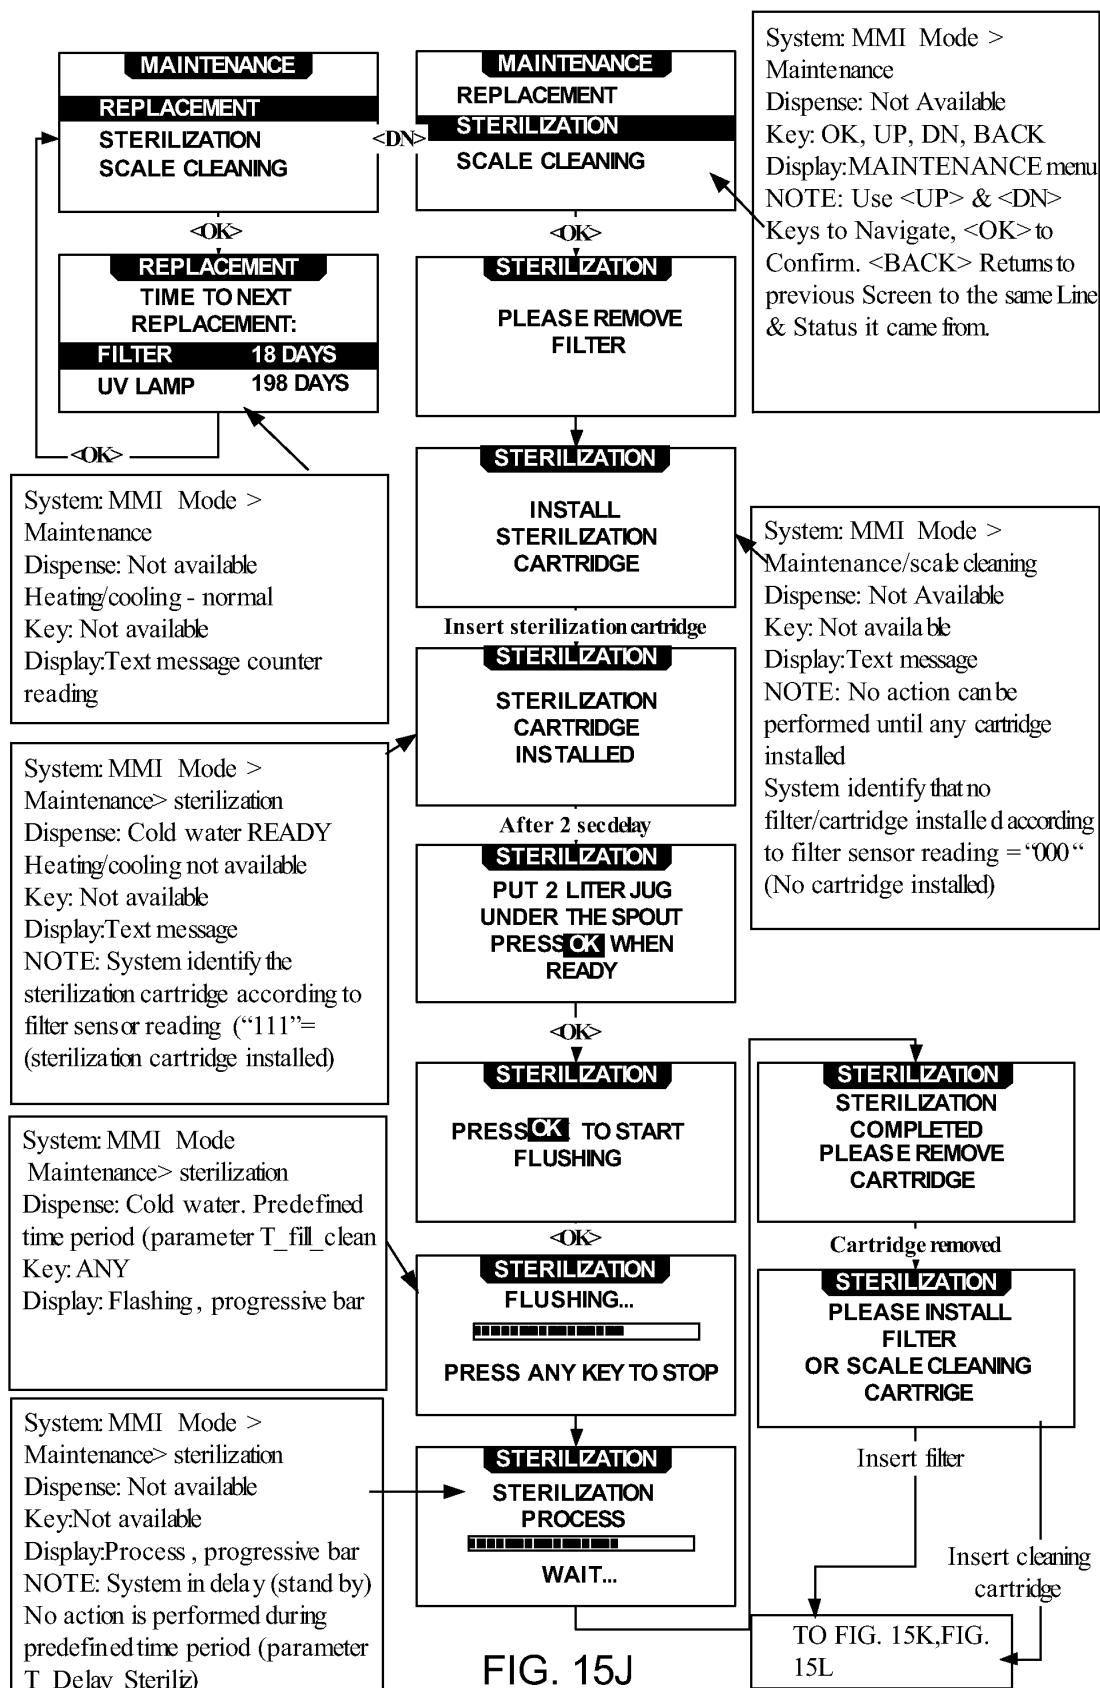 MAINTENANCE
REPLACEMENT
STERILIZATION
SCALE CLEANING
<DN>
MAINTENANCE
REPLACEMENT
STERILIZATION
SCALE CLEANING
System: MMI Mode >
Maintenance
Dispense: Not Available
Key: OK, UP, DN, BACK
Display:MAINTENANCE menu
NOTE: Use <UP> & <DN>
Keys to Navigate, <OK> to
Confirm. <BACK> Returns to
previous Screen to the same Line
& Status it came from.
<OK>
REPLACEMENT
TIME TO NEXT
REPLACEMENT:
FILTER 18 DAYS
UV LAMP 198 DAYS
<OK>
<OK>
STERILIZATION
PLEASE REMOVE
FILTER
STERILIZATION
INSTALL
STERILIZATION
CARTRIDGE
System: MMI Mode >
Maintenance
Dispense: Not available
Heating/cooling - normal
Key: Not available
Display:Text message counter
reading
System: MMI Mode >
Maintenance/scale cleaning
Dispense: Not Available
Key: Not available
Display:Text message
NOTE: No action can be
performed until any cartridge
installed
System identify that no
filter/cartridge installed according
to filter sensor reading = “000“
(No cartridge installed)
Insert sterilization cartridge
STERILIZATION
STERILIZATION
CARTRIDGE
INSTALLED
System: MMI Mode >
Maintenance> sterilization
Dispense: Cold water READY
Heating/cooling not available
Key: Not available
Display:Text message
NOTE: System identify the
sterilization cartridge according to
filter sensor reading (“111”=
(sterilization cartridge installed)
After 2 sec delay
STERILIZATION
PUT 2 LITER JUG
UNDER THE SPOUT
PRESS OK WHEN
READY
<OK>
STERILIZATION
PRESS OK TO START
FLUSHING
<OK>
System: MMI Mode
Maintenance> sterilization
Dispense: Cold water. Predefined
time period (parameter T_fill_clean
Key: ANY
Display: Flashing , progressive bar
STERILIZATION
FLUSHING...
PRESS ANY KEY TO STOP
System: MMI Mode >
Maintenance> sterilization
Dispense: Not available
Key:Not available
Display:Process , progressive bar
NOTE: System in delay (stand by)
No action is performed during
predefined time period (parameter
T_Delay_Steriliz)
STERILIZATION
STERILIZATION
PROCESS
WAIT...
STERILIZATION
STERILIZATION
COMPLETED
PLEASE REMOVE
CARTRIDGE
Cartridge removed
STERILIZATION
PLEASE INSTALL
FILTER
OR SCALE CLEANING
CARTRIGE
Insert filter
Insert cleaning
cartridge
TO FIG. 15K,FIG.
15L
FIG. 15J